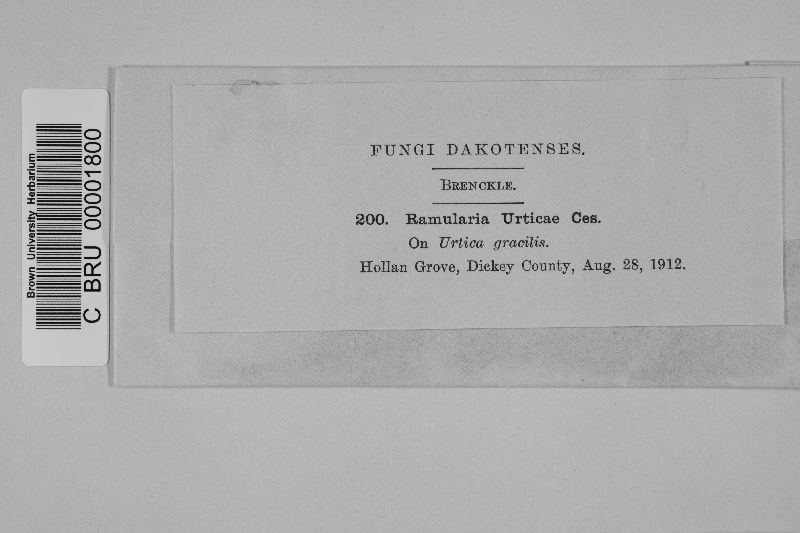 FUNGI DAKOTENSES.
BRENCKLE.
200. Ramularia Urticae Ces.
On Urtica gracilis.
Hollan Grove, Dickey County, Aug. 28, 1912.
Brown University Herbarium
C BRU 00001800